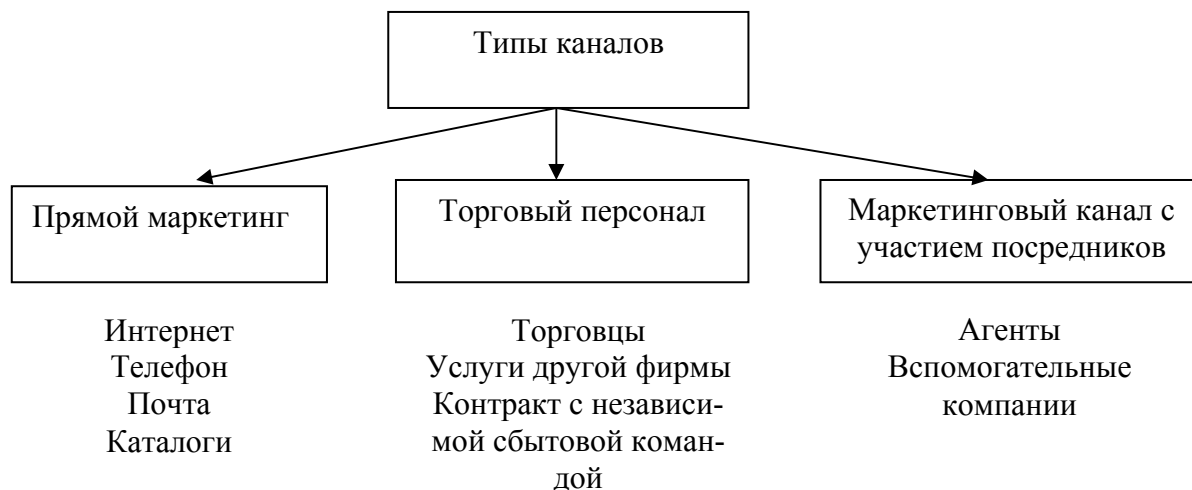 Типы каналов
Прямой маркетинг
Торговый персонал
Маркетинговый канал с
участием посредников
Интернет
Телефон
Почта
Каталоги
Торговцы
Услуги другой фирмы
Контракт с независи-
мой сбытовой коман-
дой
Агенты
Вспомогательные
компании